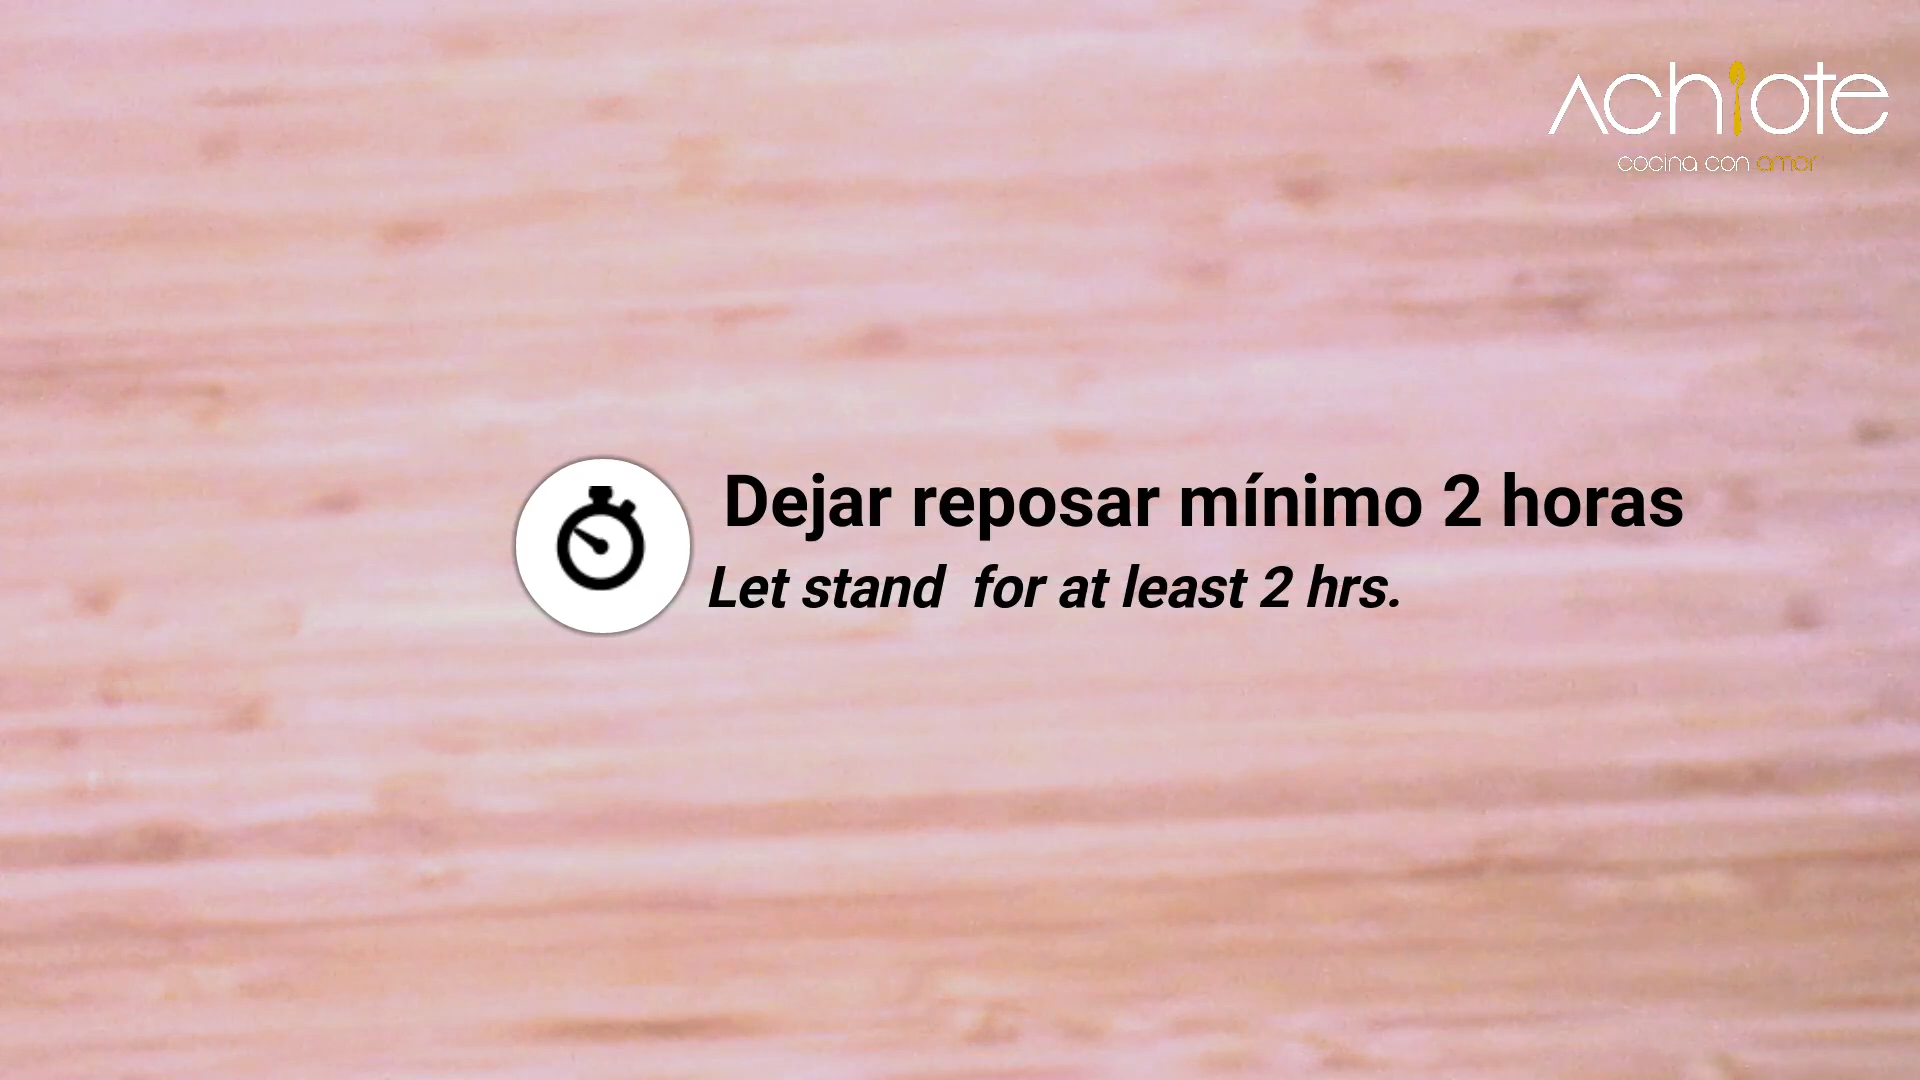 Achiote
cocina con amor
Dejar reposar mínimo 2 horas
Let stand for at least 2 hrs.